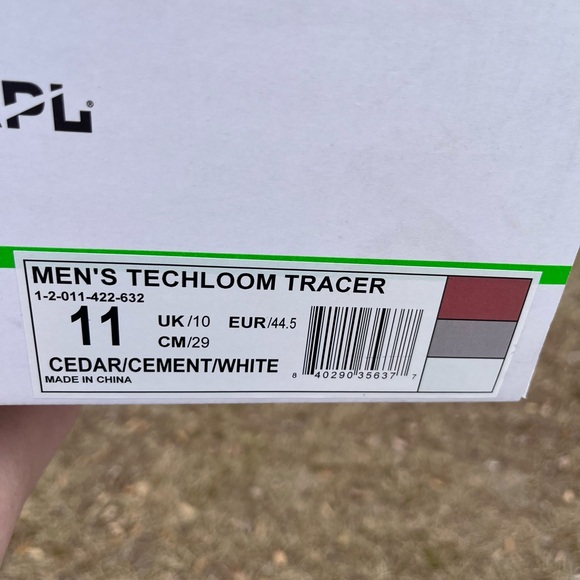 APL®
MEN'S TECHLOOM TRACER
1-2-011-422-632
11 UK/10 EUR/44.5
CM/29
CEDAR/CEMENT/WHITE
MADE IN CHINA
8 40290 35637 7